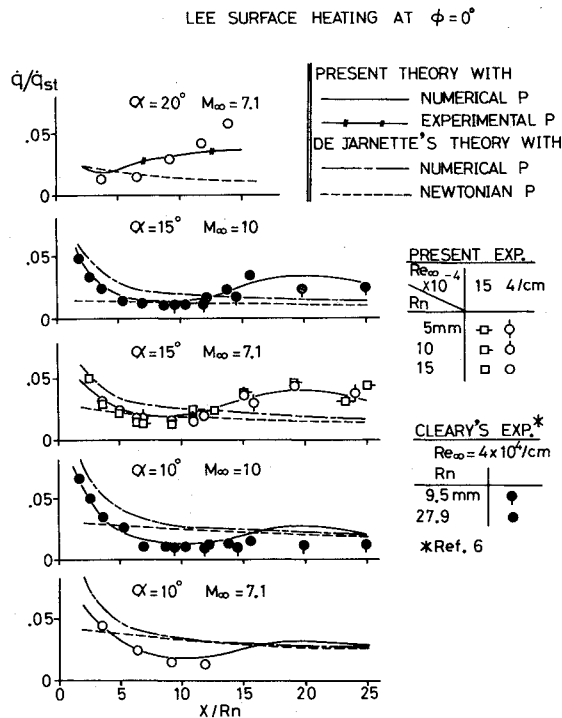 LEE SURFACE HEATING AT ϕ=0°
q̇/q̇st
α=20° M∞=7.1
.05
0
PRESENT THEORY WITH
NUMERICAL P
EXPERIMENTAL P
DE JARNETTE'S THEORY WITH
NUMERICAL P
NEWTONIAN P
α=15° M∞=10
.05
0
α=15° M∞=7.1
.05
0
α=10° M∞=10
.05
0
α=10° M∞=7.1
.05
0
0 5 10 15 20 25
X/Rn
PRESENT EXP.
Re∞ ×10⁻⁴ 15 4/cm
Rn
5mm
10
15
CLEARY'S EXP.*
Re∞=4×10⁴/cm
Rn
9.5mm
27.9
*Ref. 6